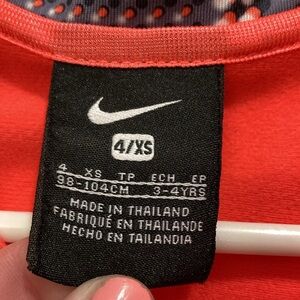 4/XS
4 XS TP ECH EP
98-104CM 3-4YRS
MADE IN THAILAND
FABRIQUÉ EN THAÏLANDE
HECHO EN TAILANDIA